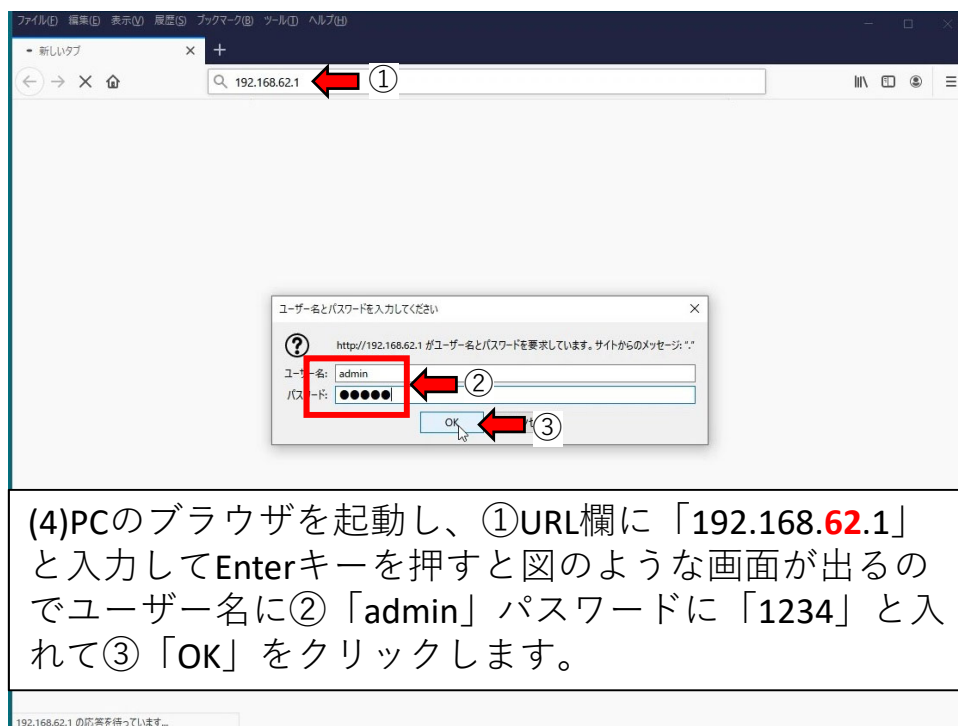 ファイル(F) 編集(E) 表示(V) 履歴(S) ブックマーク(B) ツール(T) ヘルプ(H)
新しいタブ
192.168.62.1 ①
ユーザー名とパスワードを入力してください
http://192.168.62.1 がユーザー名とパスワードを要求しています。サイトからのメッセージ: "."
ユーザー名: admin ②
パスワード: ●●●●●
OK ③
(4)PCのブラウザを起動し、①URL欄に「192.168.62.1」
と入力してEnterキーを押すと図のような画面が出るの
でユーザー名に②「admin」パスワードに「1234」と入
れて③「OK」をクリックします。
192.168.62.1 の応答を待っています...